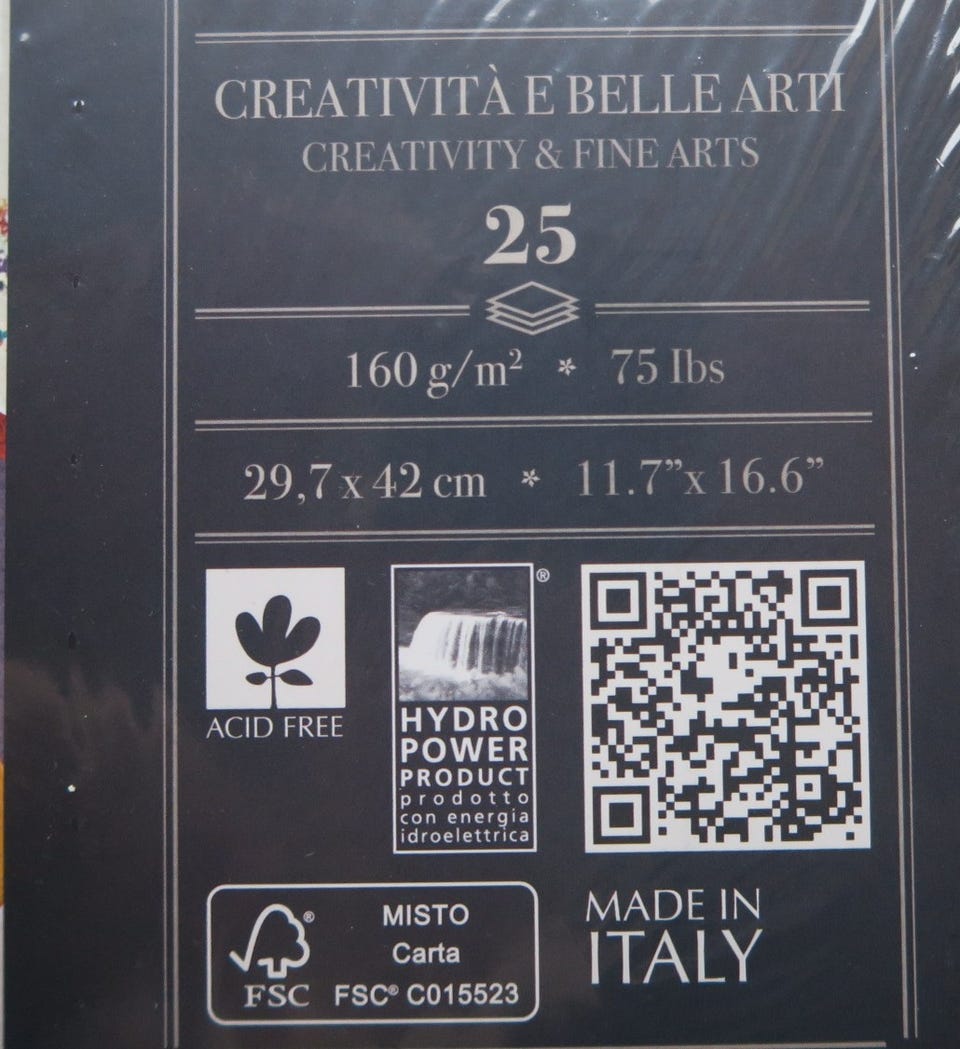 CREATIVITÀ E BELLE ARTI
CREATIVITY & FINE ARTS
25
160 g/m² * 75 lbs
29,7 x 42 cm * 11.7” x 16.6”
ACID FREE
®
HYDRO
POWER
PRODUCT
prodotto
con energia
idroelettrica
®
FSC
MISTO
Carta
FSC® C015523
MADE IN
ITALY